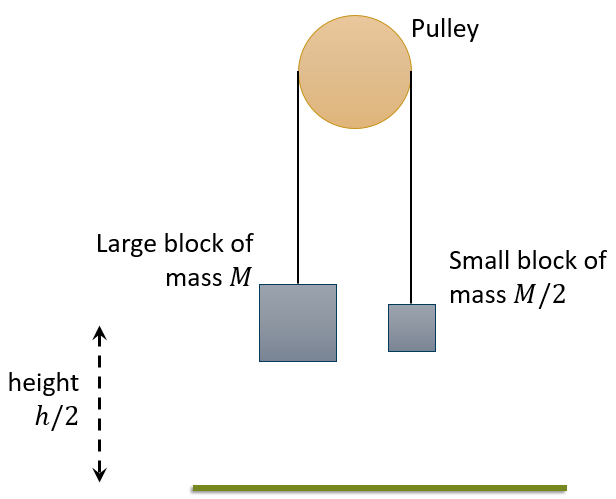 Pulley
Large block of
mass M
Small block of
mass M/2
height
h/2